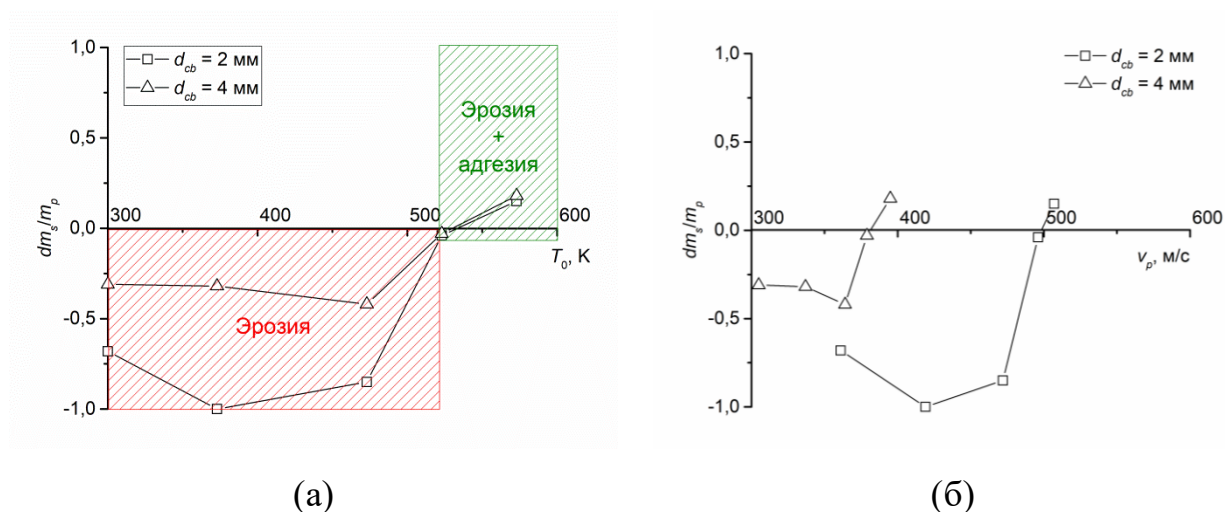 1,0
d_cb = 2 мм
d_cb = 4 мм
0,5
Эрозия
+
адгезия
300 400 500 600
0,0
T_0, K
dm_s/m_p
-0,5
Эрозия
-1,0
(а)
1,0
d_cb = 2 мм
d_cb = 4 мм
0,5
300 400 500 600
0,0
v_p, м/с
dm_s/m_p
-0,5
-1,0
(б)